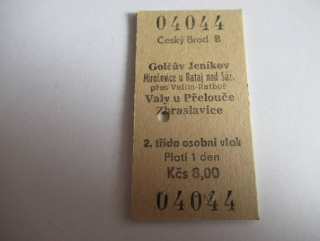 04044
Český Brod B
Golčův Jeníkov
Mirošovice u Rataj nad Sáz.
přes Velim-Ratboř
Valy u Přelouče
Zbraslavice
2. třída osobní vlak
Platí 1 den
Kčs 8,00
04044